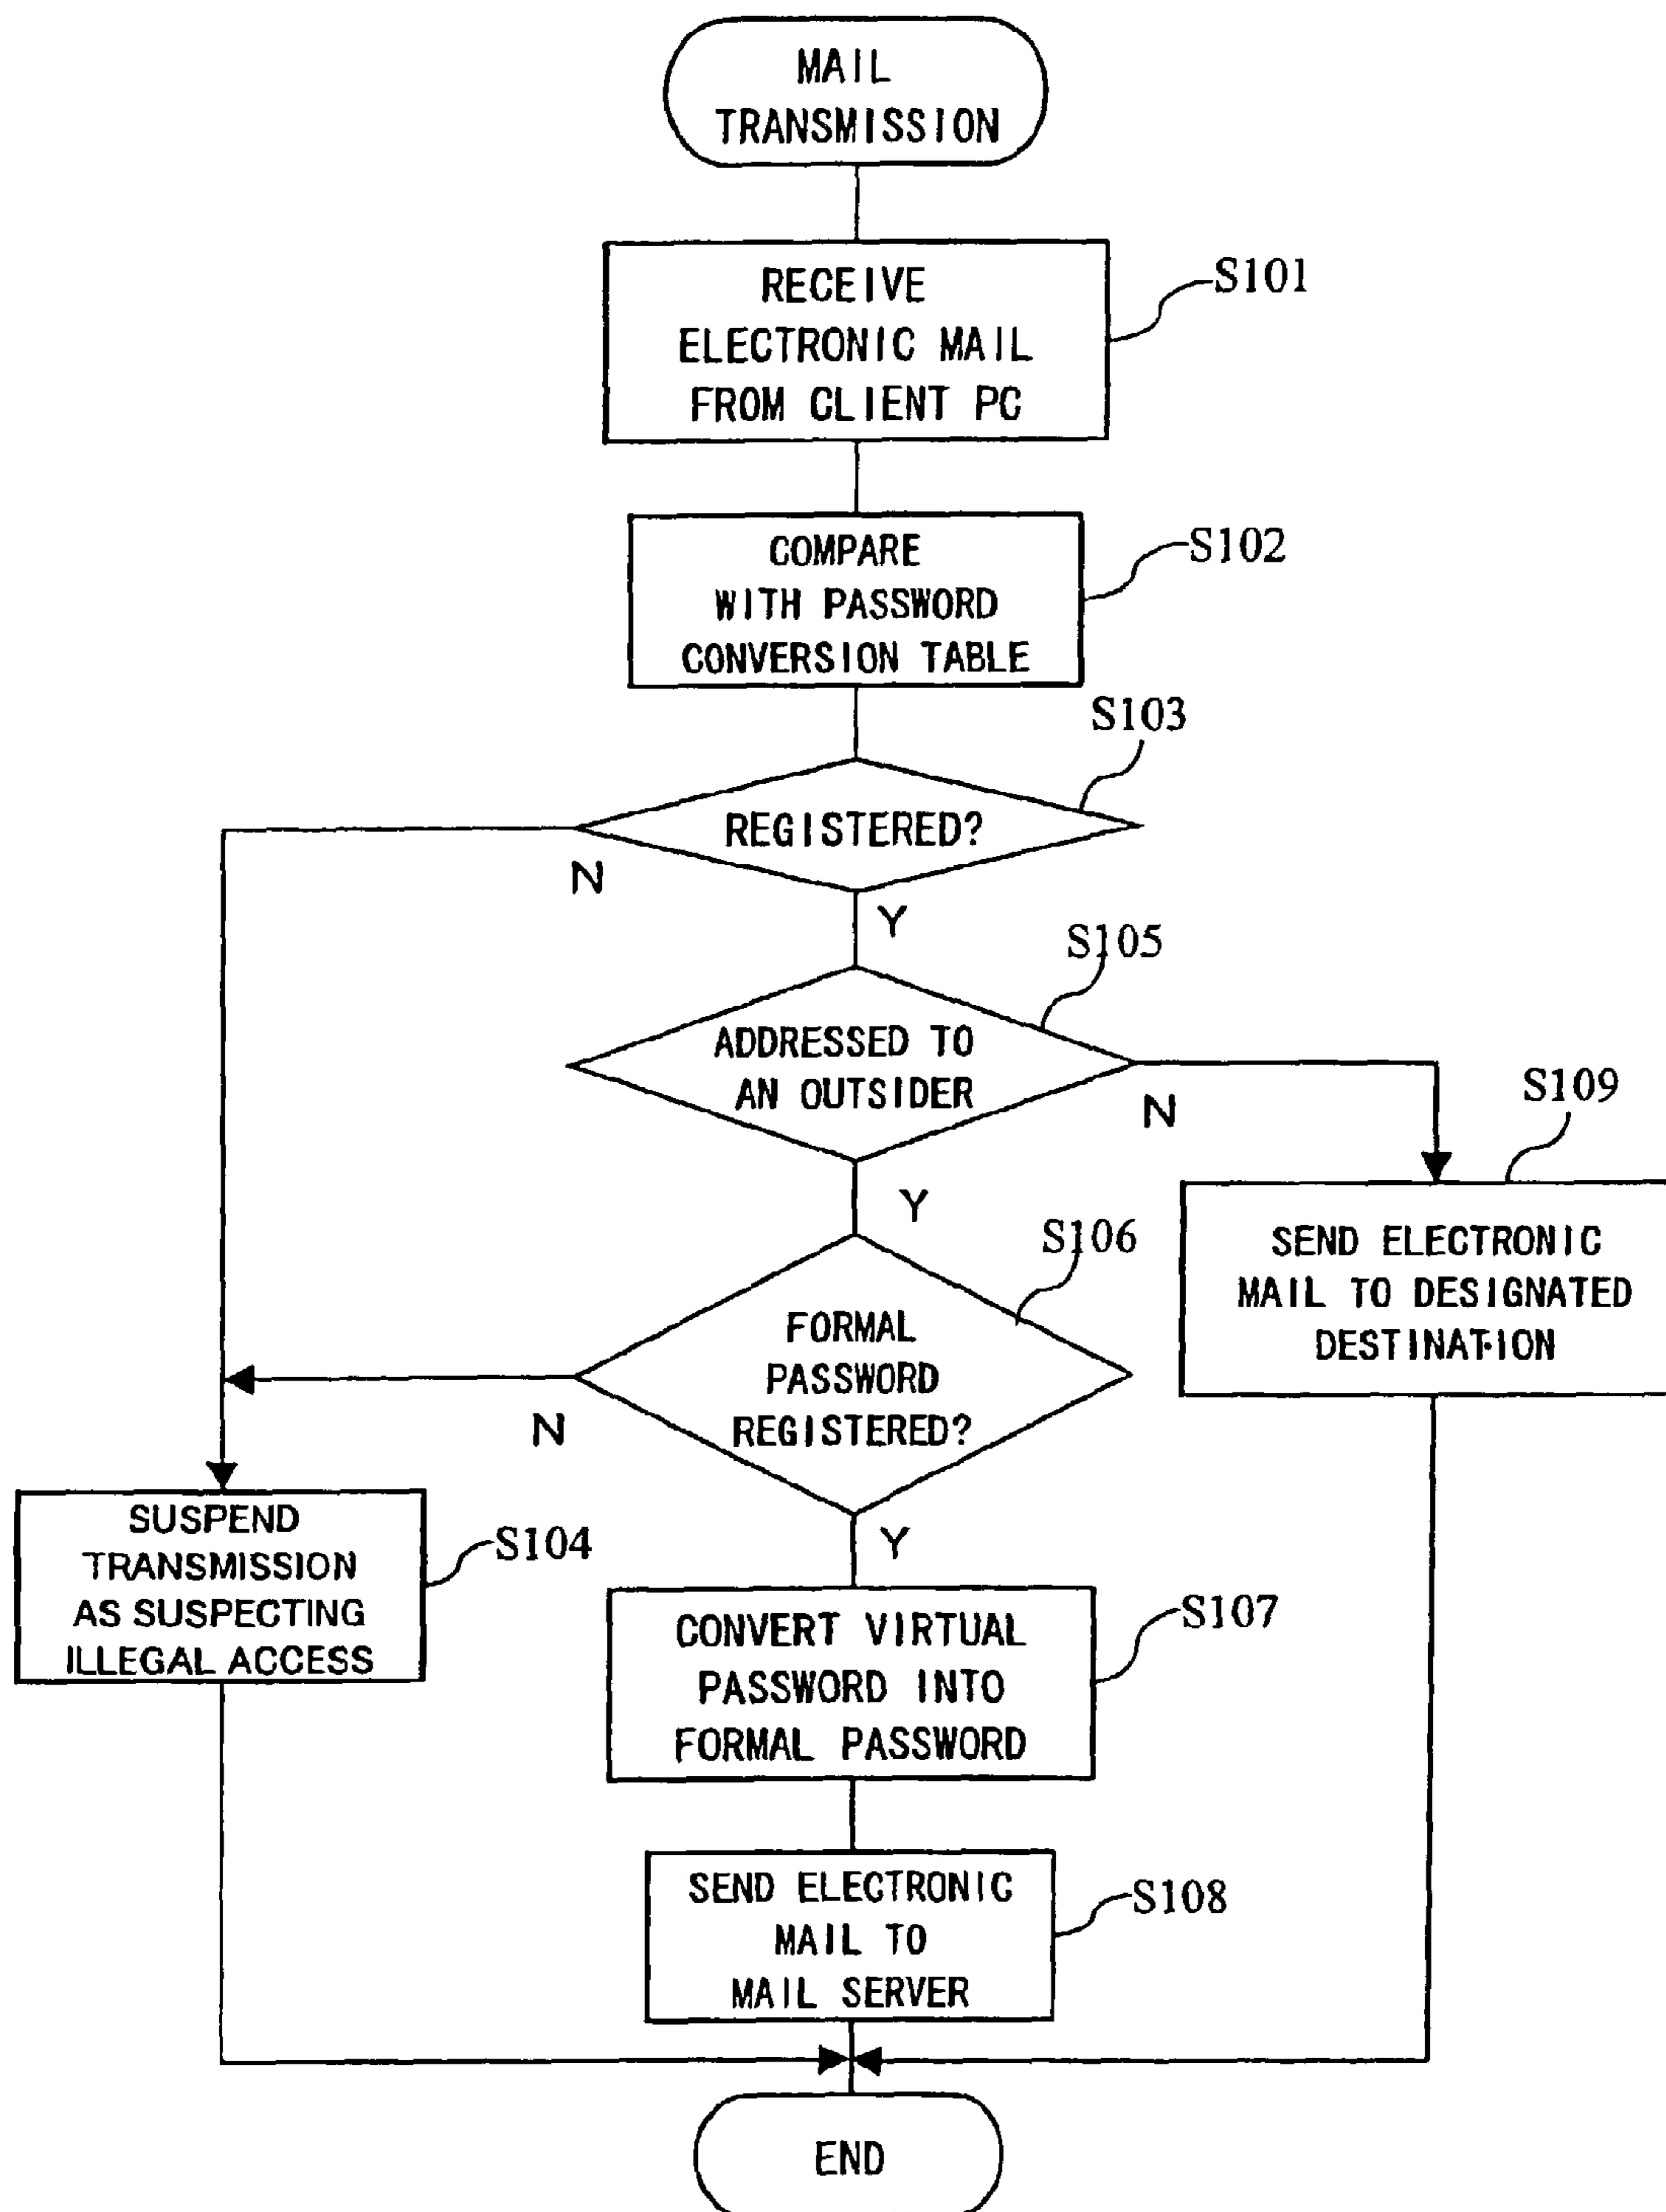 MAIL
TRANSMISSION
RECEIVE
ELECTRONIC MAIL
FROM CLIENT PC
S101
COMPARE
WITH PASSWORD
CONVERSION TABLE
S102
S103
REGISTERED?
N
Y
S105
ADDRESSED TO
AN OUTSIDER
N
Y
S109
SEND ELECTRONIC
MAIL TO DESIGNATED
DESTINATION
S106
FORMAL
PASSWORD
REGISTERED?
N
Y
SUSPEND
TRANSMISSION
AS SUSPECTING
ILLEGAL ACCESS
S104
CONVERT VIRTUAL
PASSWORD INTO
FORMAL PASSWORD
S107
SEND ELECTRONIC
MAIL TO
MAIL SERVER
S108
END